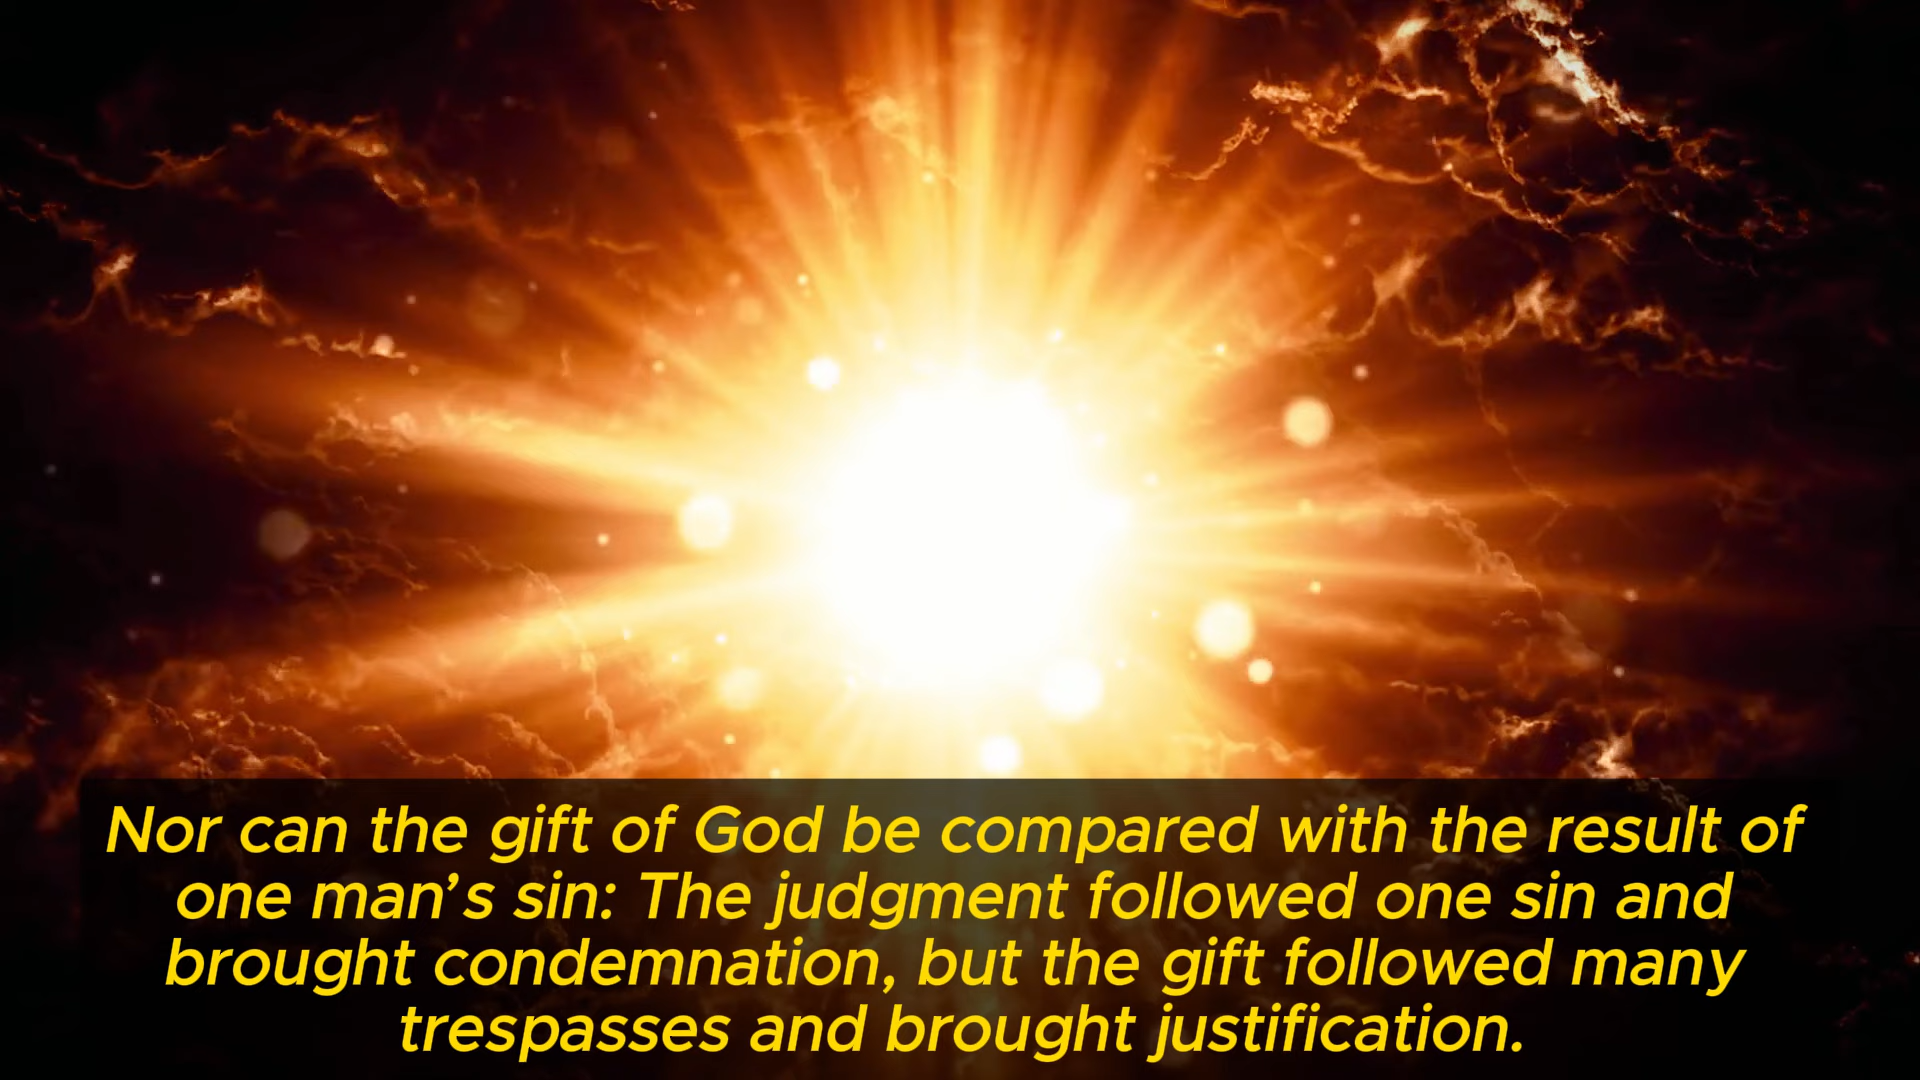 Nor can the gift of God be compared with the result of
one man’s sin: The judgment followed one sin and
brought condemnation, but the gift followed many
trespasses and brought justification.